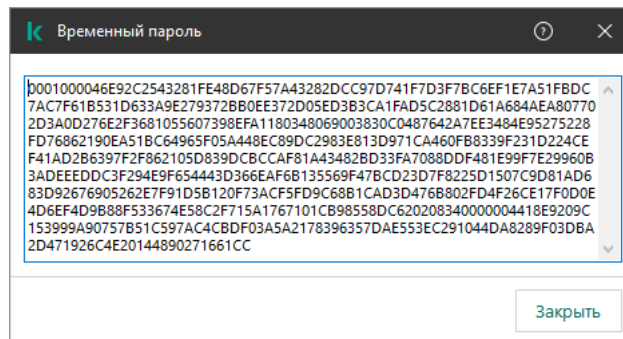 Временный пароль
0001000046E92C2543281FE48D67F57A43282DCC97D741F7D3F7BC6EF1E7A51FBDC
7AC7F61B531D633A9E279372BB0EE372D05ED3B3CA1FAD5C2881D61A684AEA80770
2D3A0D276E2F3681055607398EFA1180348069003830C0487642A7EE3484E95275228
FD76862190EA51BC64965F05A448EC89DC2983E813D971CA460FB8339F231D224CE
F41AD2B6397F2F862105D839DCBCCAF81A43482BD33FA7088DDF481E99F7E29960B
3ADEEEDDC3F294E9F654443D366EAF6B135569F47BCD23D7F8225D1507C9D81AD6
83D92676905262E7F91D5B120F73ACF5FD9C68B1CAD3D476B802FD4F26CE17F0D0E
4D6EF4D9B88F533674E58C2F715A1767101CB98558DC620208340000004418E9209C
153999A90757B51C597AC4CBDF03A5A2178396357DAE553EC291044DA8289F03DBA
2D471926C4E20144890271661CC
Закрыть